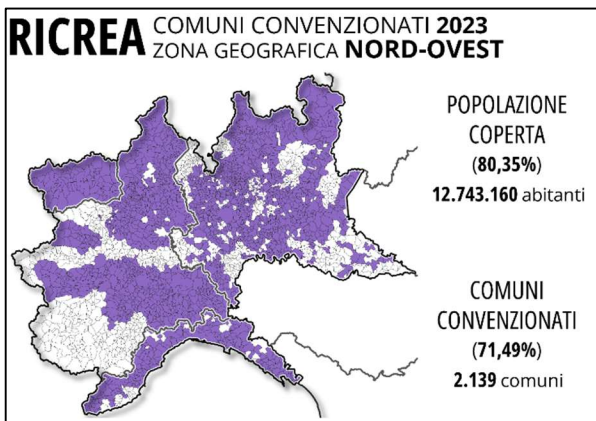 RICREA COMUNI CONVENZIONATI 2023
ZONA GEOGRAFICA NORD-OVEST
POPOLAZIONE
COPERTA
(80,35%)
12.743.160 abitanti
COMUNI
CONVENZIONATI
(71,49%)
2.139 comuni